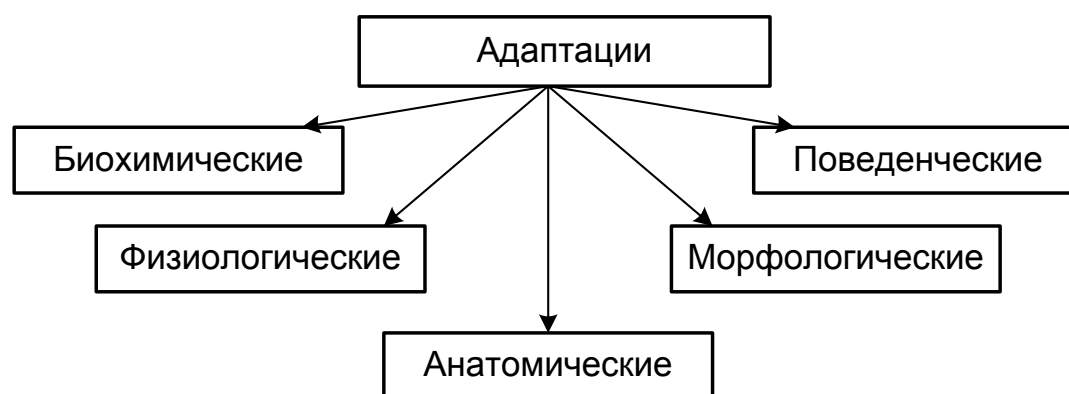 Адаптации
Биохимические
Поведенческие
Физиологические
Морфологические
Анатомические